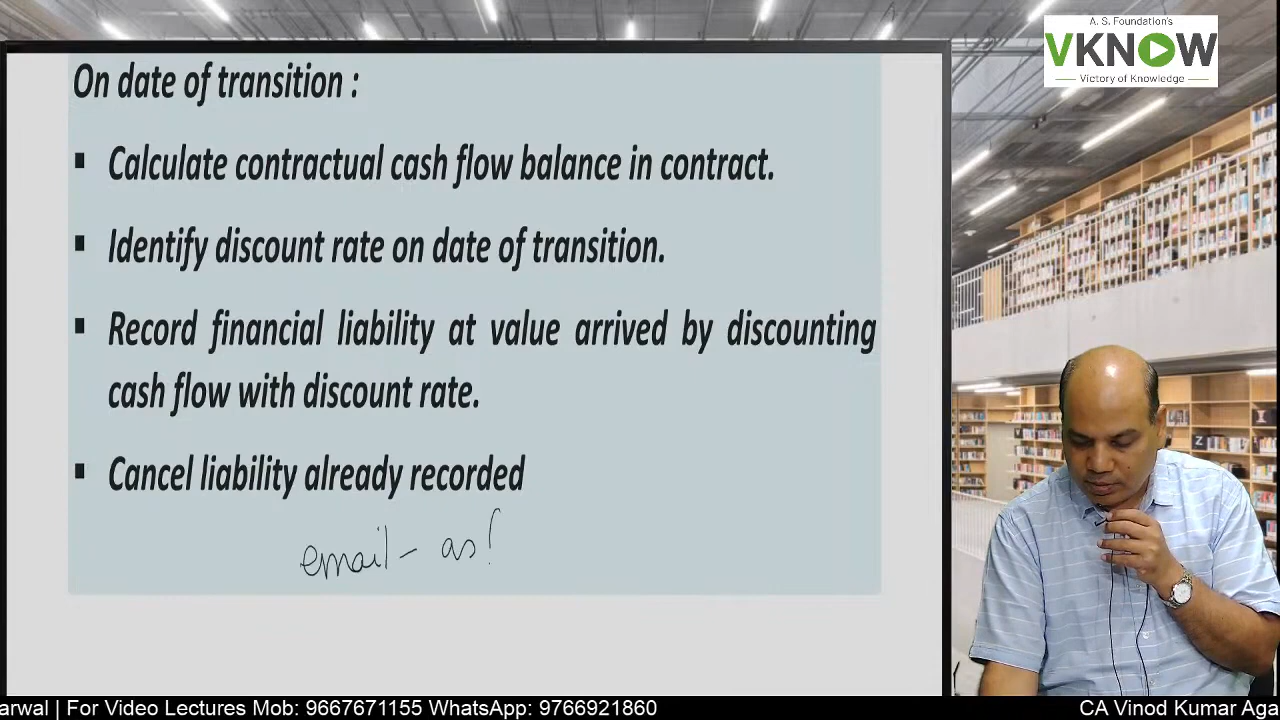 A. S. Foundation's
VKNOW
Victory of Knowledge
On date of transition :
▪ Calculate contractual cash flow balance in contract.
▪ Identify discount rate on date of transition.
▪ Record financial liability at value arrived by discounting
cash flow with discount rate.
▪ Cancel liability already recorded
email - as
arwal | For Video Lectures Mob: 9667671155 WhatsApp: 9766921860
CA Vinod Kumar Aga